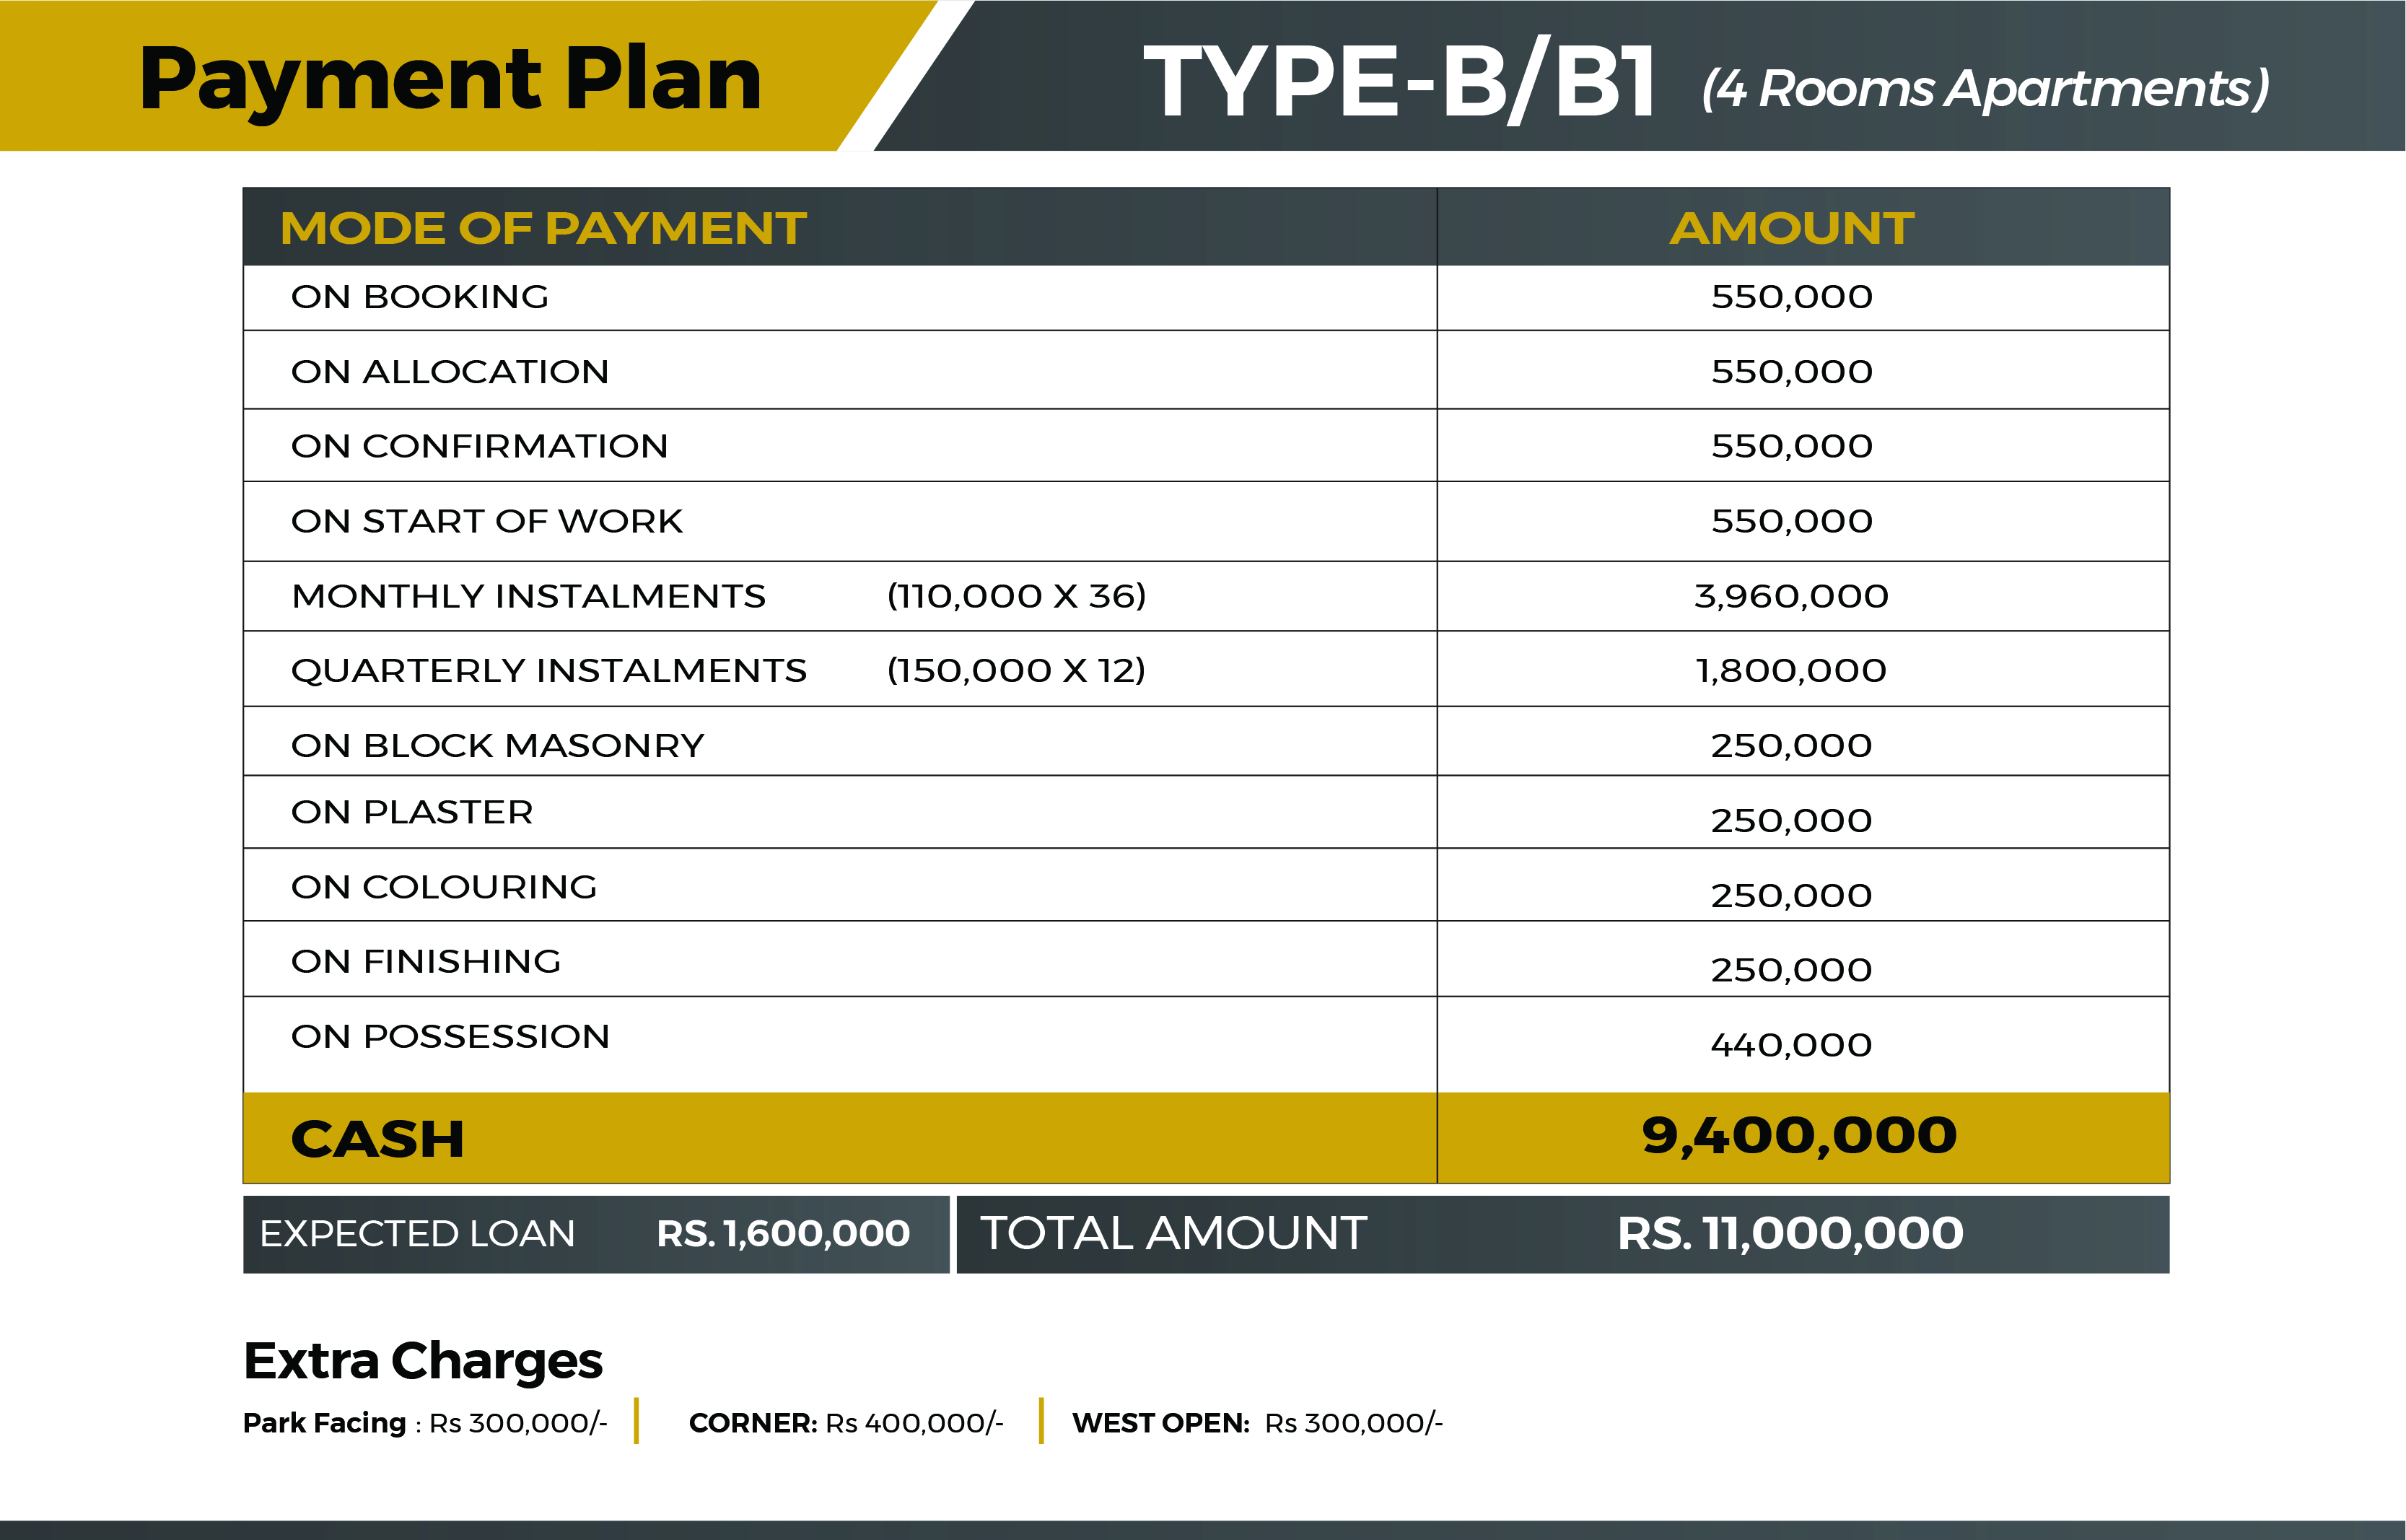 Payment Plan
TYPE-B/B1 (4 Rooms Apartments)
MODE OF PAYMENT AMOUNT
ON BOOKING 550,000
ON ALLOCATION 550,000
ON CONFIRMATION 550,000
ON START OF WORK 550,000
MONTHLY INSTALMENTS (110,000 X 36) 3,960,000
QUARTERLY INSTALMENTS (150,000 X 12) 1,800,000
ON BLOCK MASONRY 250,000
ON PLASTER 250,000
ON COLOURING 250,000
ON FINISHING 250,000
ON POSSESSION 440,000
CASH 9,400,000
EXPECTED LOAN RS. 1,600,000 TOTAL AMOUNT RS. 11,000,000
Extra Charges
Park Facing : Rs 300,000/- CORNER: Rs 400,000/- WEST OPEN: Rs 300,000/-